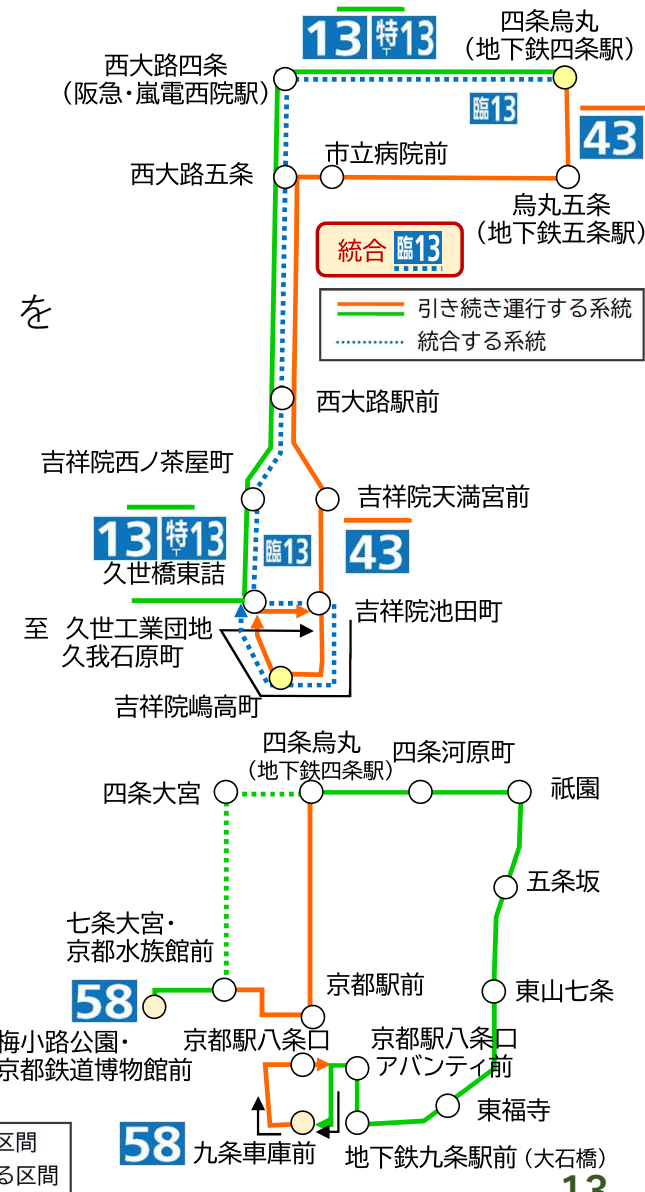 13 特13
四条烏丸
(地下鉄四条駅)
西大路四条
(阪急・嵐電西院駅)
臨13
43
市立病院前
西大路五条
烏丸五条
(地下鉄五条駅)
統合 臨13
を
引き続き運行する系統
統合する系統
西大路駅前
吉祥院西ノ茶屋町
吉祥院天満宮前
13 特13
臨13
43
久世橋東詰
吉祥院池田町
至 久世工業団地
久我石原町
吉祥院嶋高町
四条烏丸
(地下鉄四条駅)
四条河原町
四条大宮
祇園
五条坂
七条大宮・
京都水族館前
58
京都駅前
東山七条
梅小路公園・
京都鉄道博物館前
京都駅八条口
京都駅八条口
アバンティ前
東福寺
58
九条車庫前
地下鉄九条駅前(大石橋)
区間
る区間
13